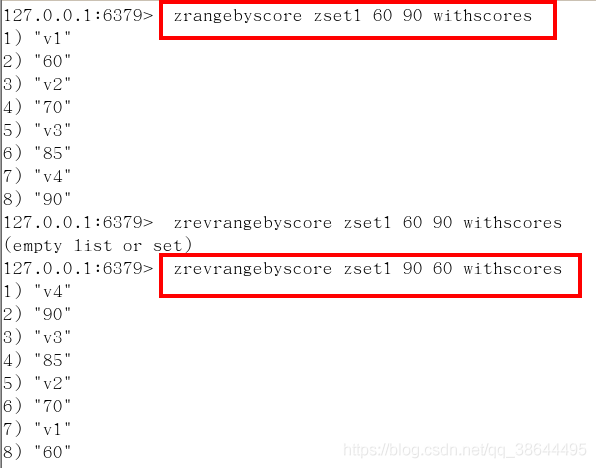 127.0.0.1:6379> zrangebyscore zset1 60 90 withscores
1) "v1"
2) "60"
3) "v2"
4) "70"
5) "v3"
6) "85"
7) "v4"
8) "90"
127.0.0.1:6379> zrevrangebyscore zset1 60 90 withscores
(empty list or set)
127.0.0.1:6379> zrevrangebyscore zset1 90 60 withscores
1) "v4"
2) "90"
3) "v3"
4) "85"
5) "v2"
6) "70"
7) "v1"
8) "60"
https://blog.csdn.net/qq_38644495